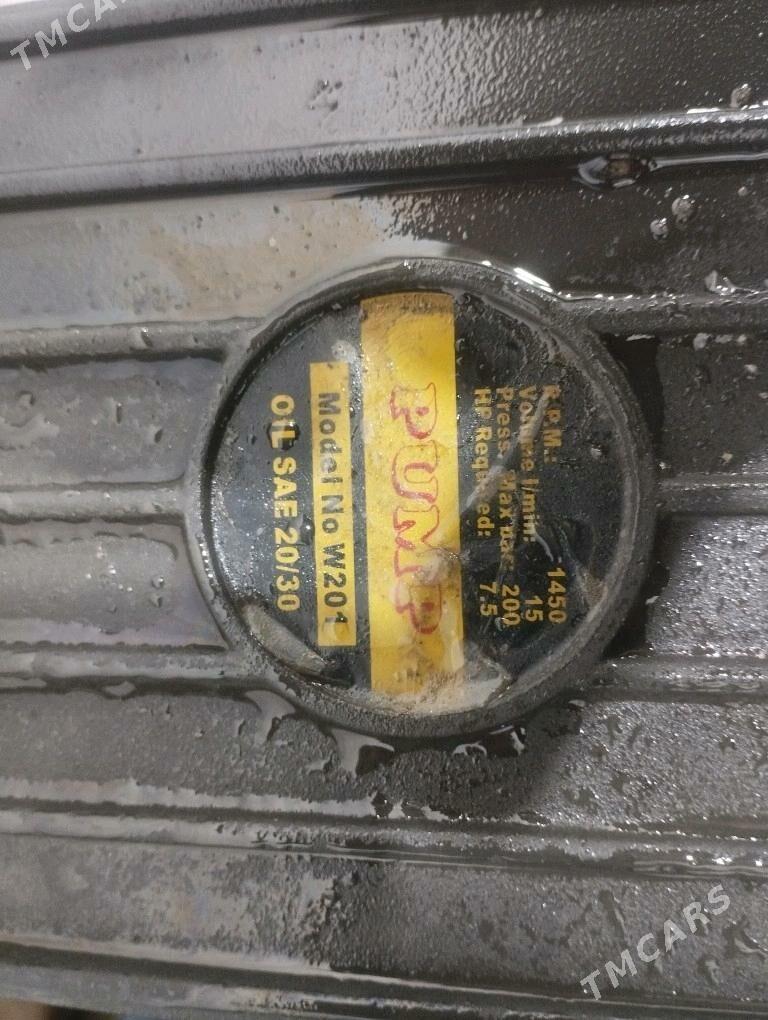 TMCARS
R.P.M.: 1450
Volume l/min: 15
Press. Max bar: 200
HP Required: 7.5
PUMP
Model No W201
OIL SAE 20/30
TMCARS